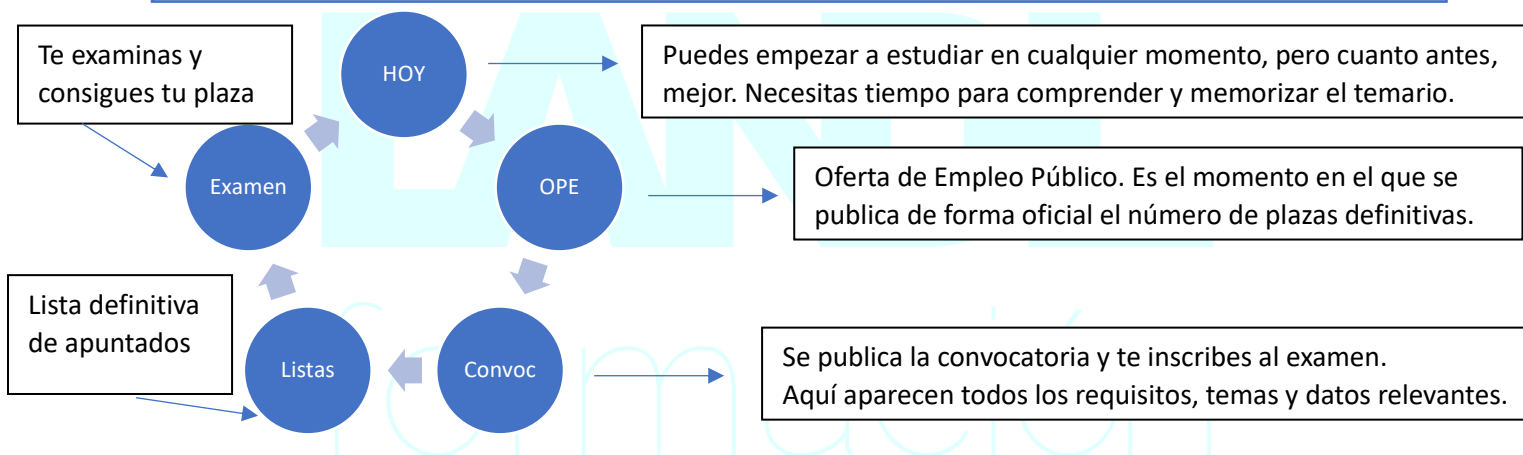 Te examinas y
consigues tu plaza
HOY
Puedes empezar a estudiar en cualquier momento, pero cuanto antes,
mejor. Necesitas tiempo para comprender y memorizar el temario.
Examen
OPE
Oferta de Empleo Público. Es el momento en el que se
publica de forma oficial el número de plazas definitivas.
Lista definitiva
de apuntados
Listas
Convoc
Se publica la convocatoria y te inscribes al examen.
Aquí aparecen todos los requisitos, temas y datos relevantes.
LANDE
formación